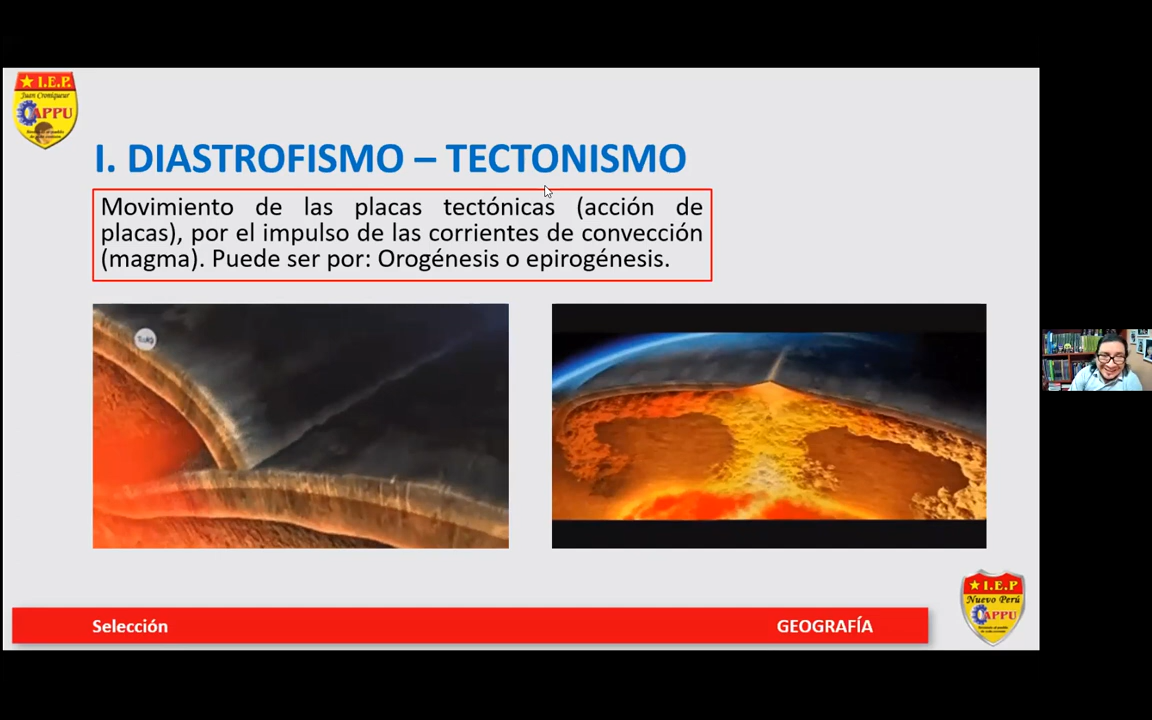 I.E.P.
Juan Croniqueur
APPU
I. DIASTROFISMO – TECTONISMO
Movimiento de las placas tectónicas (acción de
placas), por el impulso de las corrientes de convección
(magma). Puede ser por: Orogénesis o epirogénesis.
I.E.P
Nuevo Perú
APPU
Selección
GEOGRAFÍA